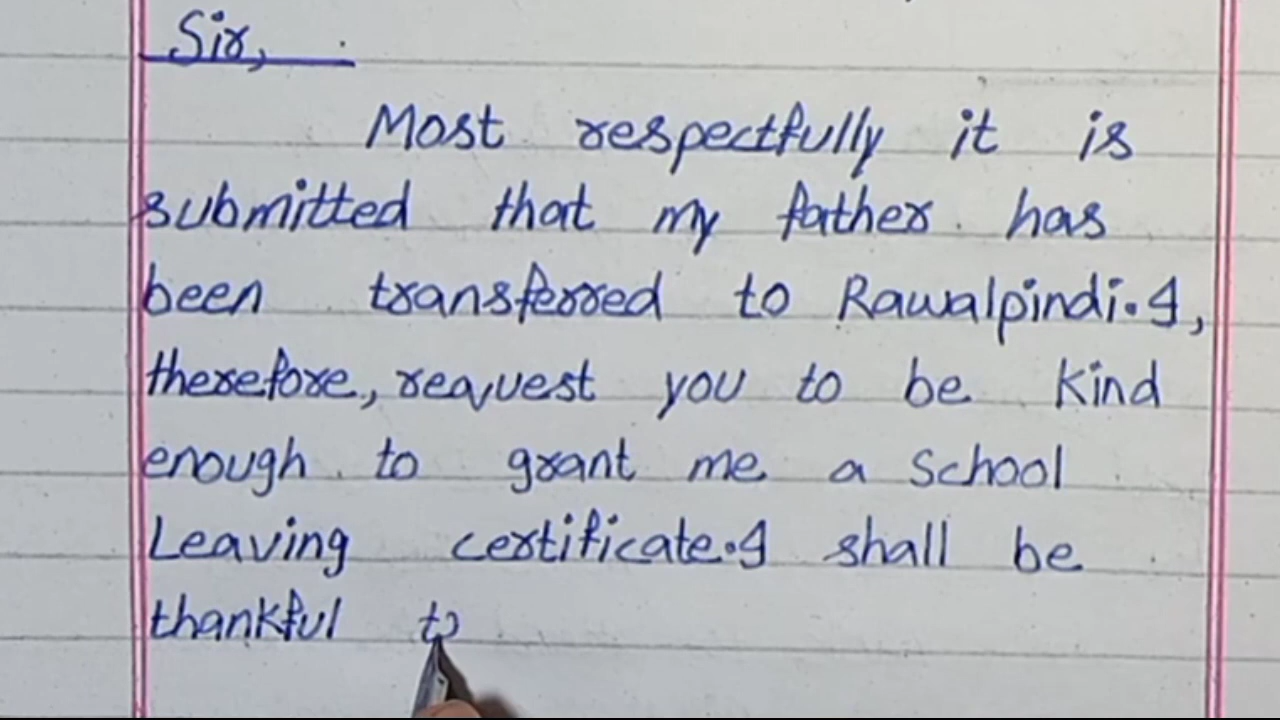 Sir,
Most respectfully it is
submitted that my father has
been transferred to Rawalpindi. I,
therefore, request you to be kind
enough to grant me a School
Leaving certificate. I shall be
thankful to